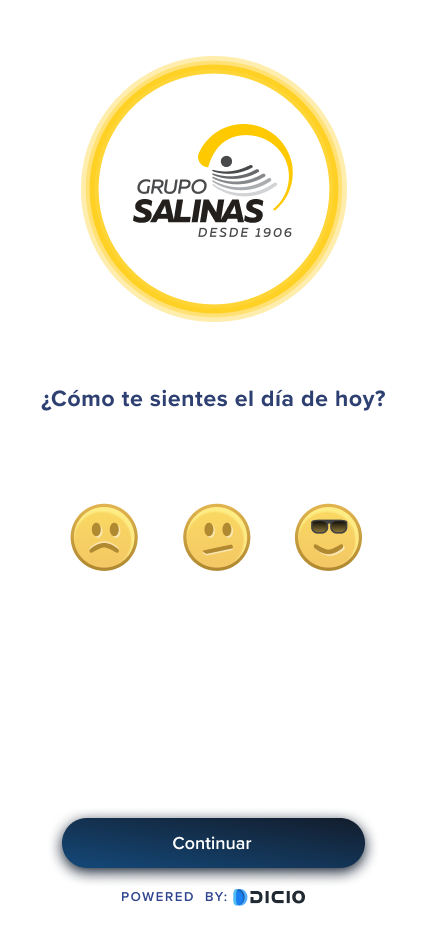 GRUPO
SALINAS
DESDE 1906
¿Cómo te sientes el día de hoy?
Continuar
POWERED BY: DICIO